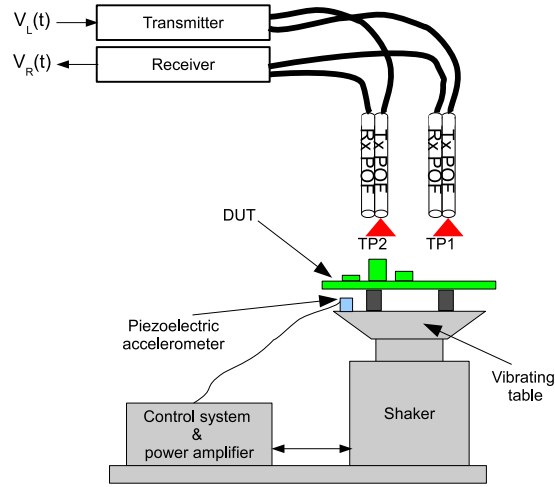 V_L(t)
Transmitter
V_R(t)
Receiver
Rx POF
Tx POF
Rx POF
Tx POF
TP2
TP1
DUT
Piezoelectric
accelerometer
Vibrating
table
Control system
&
power amplifier
Shaker